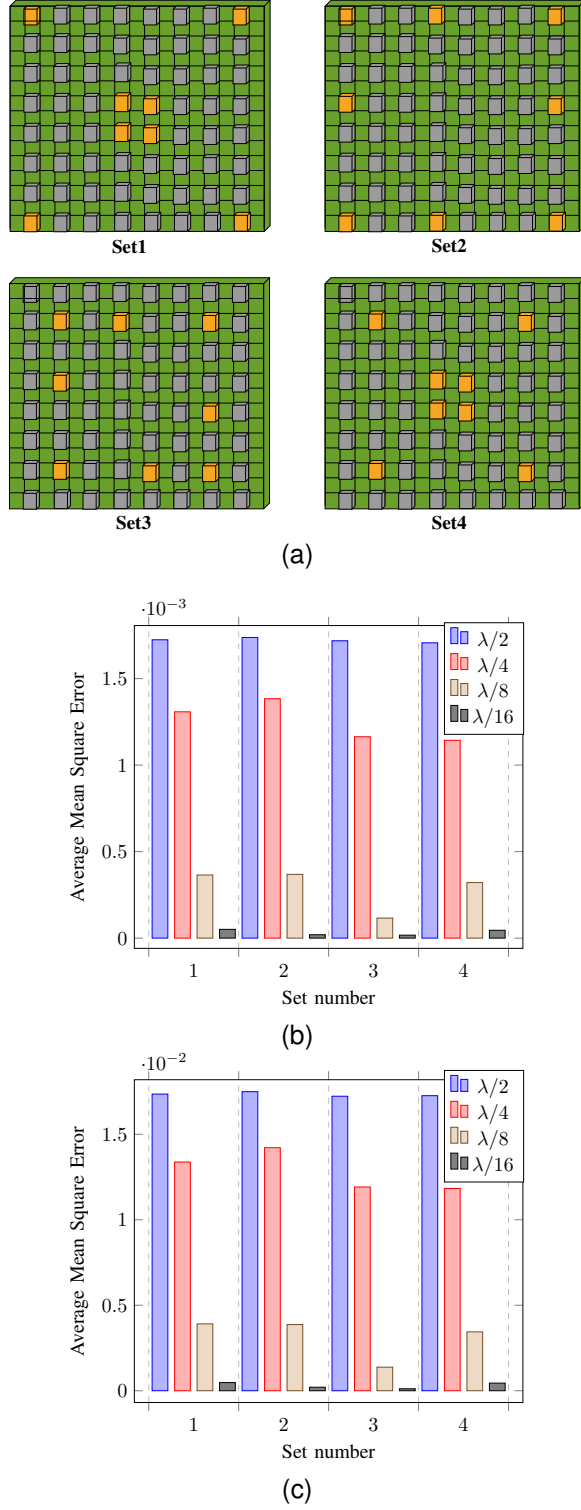 Set1 Set2
Set3 Set4
(a)
·10⁻³
λ/2
λ/4
λ/8
λ/16
1.5
1
0.5
0
Average Mean Square Error
1 2 3 4
Set number
(b)
·10⁻²
λ/2
λ/4
λ/8
λ/16
1.5
1
0.5
0
Average Mean Square Error
1 2 3 4
Set number
(c)